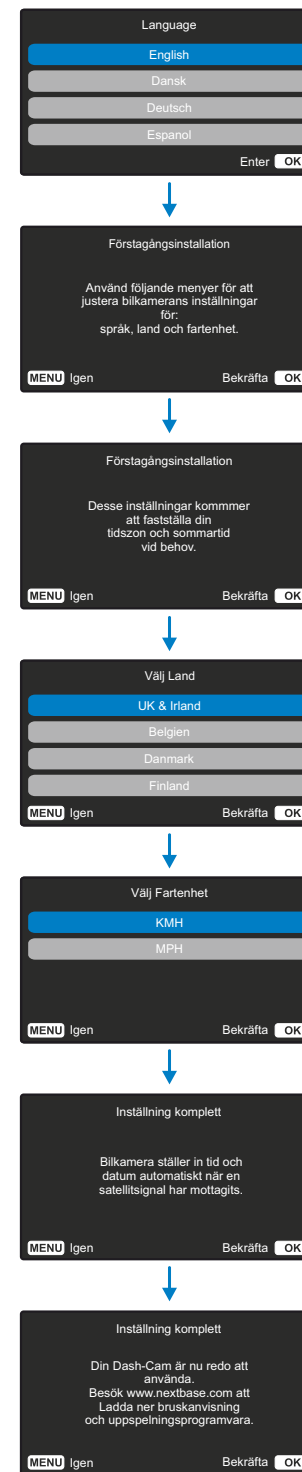 Language
English
Dansk
Deutsch
Espanol
Enter OK
Förstagångsinstallation
Använd följande menyer för att
justera bilkamerans inställningar
för:
språk, land och fartenhet.
MENU Igen Bekräfta OK
Förstagångsinstallation
Desse inställningar kommmer
att fastställa din
tidszon och sommartid
vid behov.
MENU Igen Bekräfta OK
Välj Land
UK & Irland
Belgien
Danmark
Finland
MENU Igen Bekräfta OK
Välj Fartenhet
KMH
MPH
MENU Igen Bekräfta OK
Inställning komplett
Bilkamera ställer in tid och
datum automatiskt när en
satellitsignal har mottagits.
MENU Igen Bekräfta OK
Inställning komplett
Din Dash-Cam är nu redo att
använda.
Besök www.nextbase.com att
Ladda ner bruskanvisning
och uppspelningsprogramvara.
MENU Igen Bekräfta OK